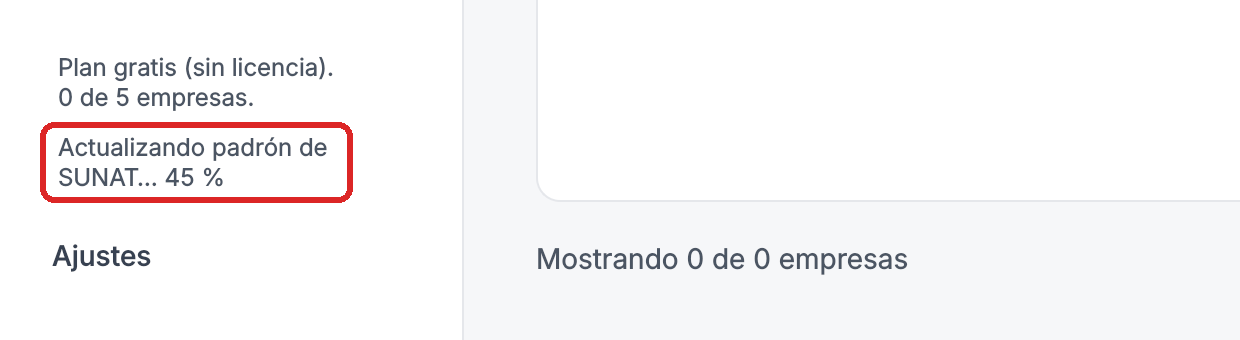 Plan gratis (sin licencia).
0 de 5 empresas.
Actualizando padrón de
SUNAT... 45 %
Ajustes
Mostrando 0 de 0 empresas